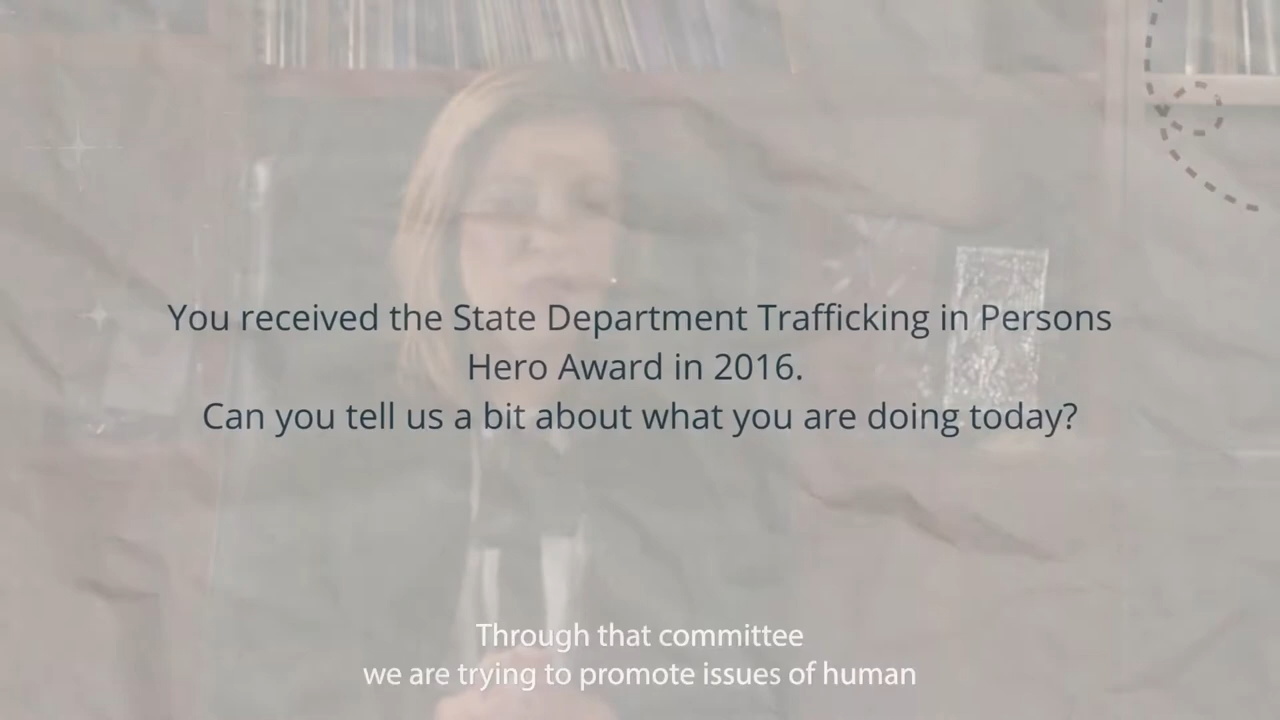 You received the State Department Trafficking in Persons
Hero Award in 2016.
Can you tell us a bit about what you are doing today?
Through that committee
we are trying to promote issues of human